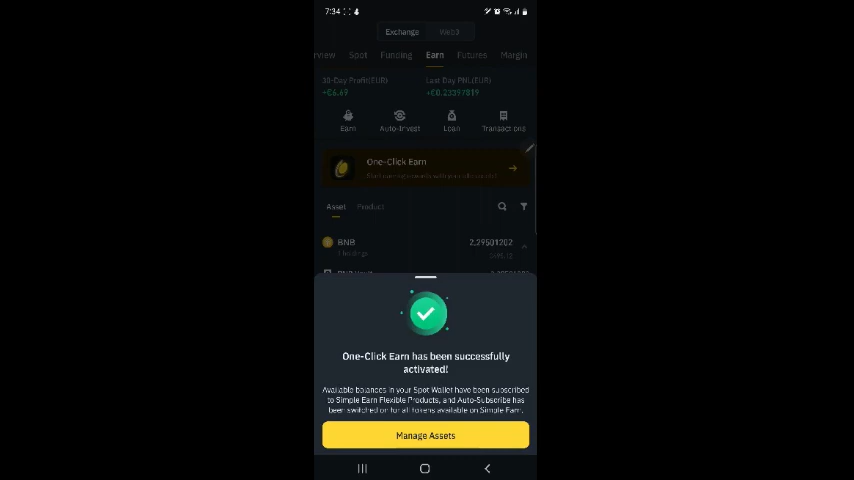 7:34
Exchange Web3
rview Spot Funding Earn Futures Margin
30-Day Profit(EUR) Last Day PNL(EUR)
+€6.69 +€0.23397819
Earn Auto-Invest Loan Transactions
One-Click Earn
Asset Product
BNB 2.29501202
1 holdings
One-Click Earn has been successfully
activated!
Available balances in your Spot Wallet have been subscribed
to Simple Earn Flexible Products, and Auto-Subscribe has
been switched on for all tokens available on Simple Earn.
Manage Assets